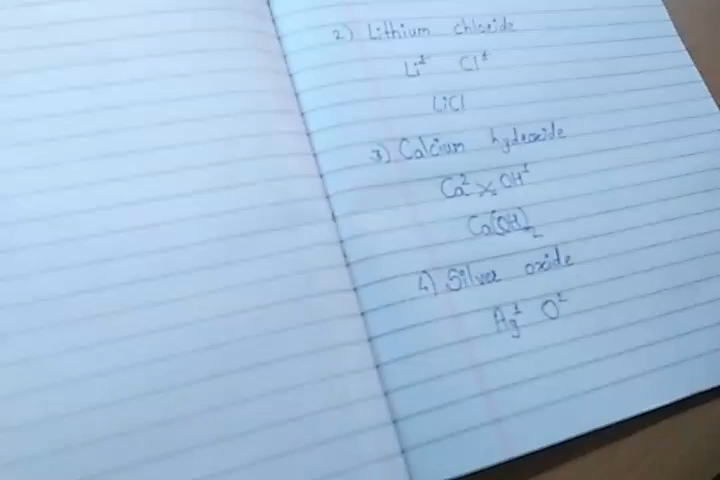 2) Lithium chloride
Li¹ Cl¹
LiCl
3) Calcium hydroxide
Ca² OH¹
Ca(OH)₂
4) Silver oxide
Ag¹ O²